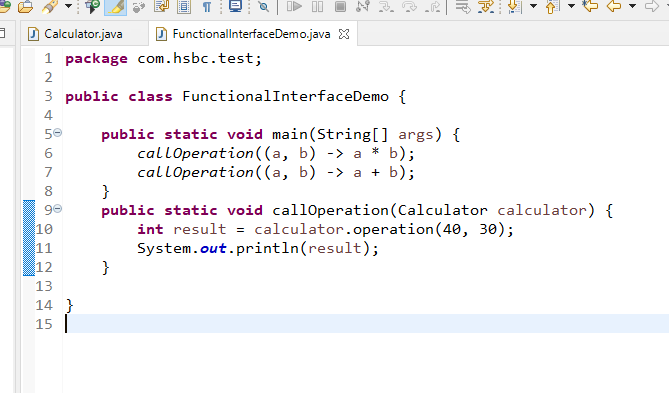 Calculator.java
FunctionalInterfaceDemo.java
1 package com.hsbc.test;
2
3 public class FunctionalInterfaceDemo {
4
5 public static void main(String[] args) {
6 callOperation((a, b) -> a * b);
7 callOperation((a, b) -> a + b);
8 }
9 public static void callOperation(Calculator calculator) {
10 int result = calculator.operation(40, 30);
11 System.out.println(result);
12 }
13
14 }
15